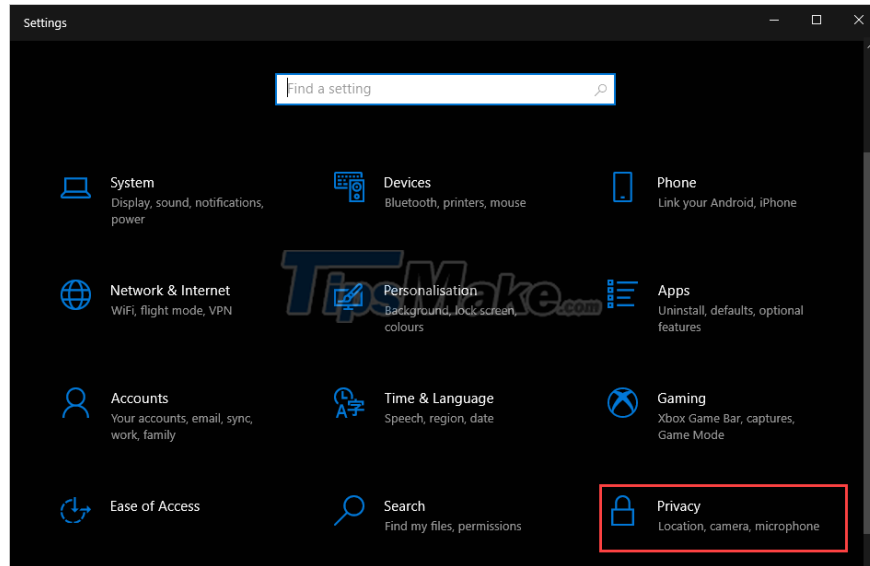 Settings
Find a setting
System
Display, sound, notifications,
power
Devices
Bluetooth, printers, mouse
Phone
Link your Android, iPhone
Network & Internet
WiFi, flight mode, VPN
Personalisation
Background, lock screen,
colours
Apps
Uninstall, defaults, optional
features
TipsMake.com
Accounts
Your accounts, email, sync,
work, family
Time & Language
Speech, region, date
Gaming
Xbox Game Bar, captures,
Game Mode
Ease of Access
Search
Find my files, permissions
Privacy
Location, camera, microphone